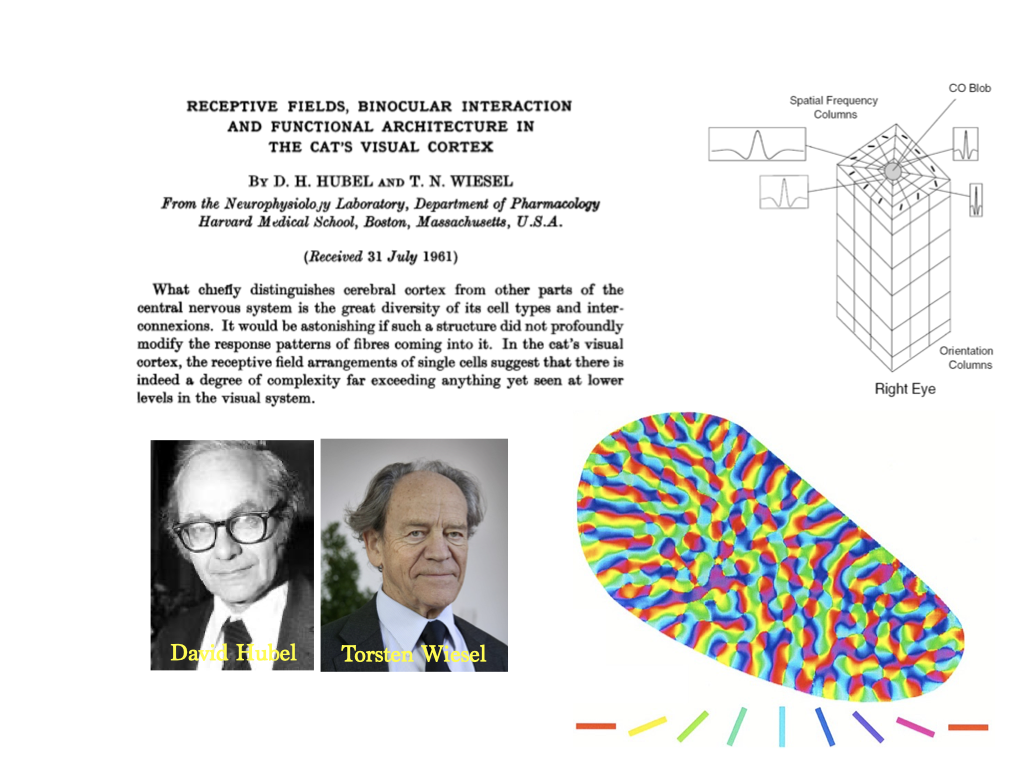 RECEPTIVE FIELDS, BINOCULAR INTERACTION
AND FUNCTIONAL ARCHITECTURE IN
THE CAT'S VISUAL CORTEX
BY D. H. HUBEL AND T. N. WIESEL
From the Neurophysiology Laboratory, Department of Pharmacology
Harvard Medical School, Boston, Massachusetts, U.S.A.
(Received 31 July 1961)
What chiefly distinguishes cerebral cortex from other parts of the
central nervous system is the great diversity of its cell types and inter-
connexions. It would be astonishing if such a structure did not profoundly
modify the response patterns of fibres coming into it. In the cat's visual
cortex, the receptive field arrangements of single cells suggest that there is
indeed a degree of complexity far exceeding anything yet seen at lower
levels in the visual system.
CO Blob
Spatial Frequency
Columns
Orientation
Columns
Right Eye
David Hubel
Torsten Wiesel